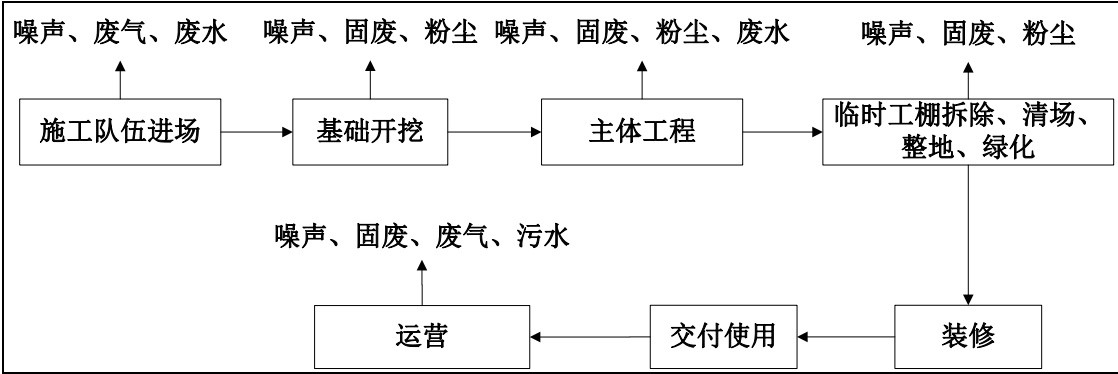 噪声、废气、废水
噪声、固废、粉尘
噪声、固废、粉尘、废水
噪声、固废、粉尘
施工队伍进场
基础开挖
主体工程
临时工棚拆除、清场、
整地、绿化
噪声、固废、废气、污水
运营
交付使用
装修